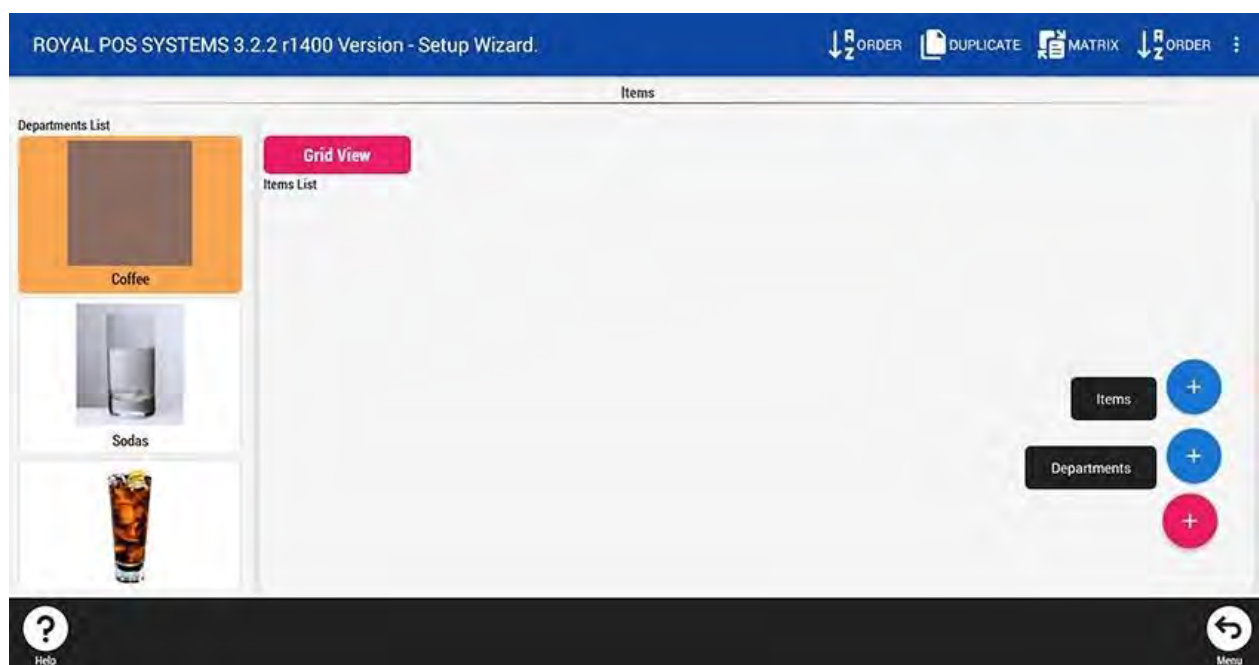 ROYAL POS SYSTEMS 3.2.2 r1400 Version - Setup Wizard.
ORDER
DUPLICATE
MATRIX
ORDER
Items
Departments List
Grid View
Items List
Coffee
Sodas
Items
Departments
Help
Menu